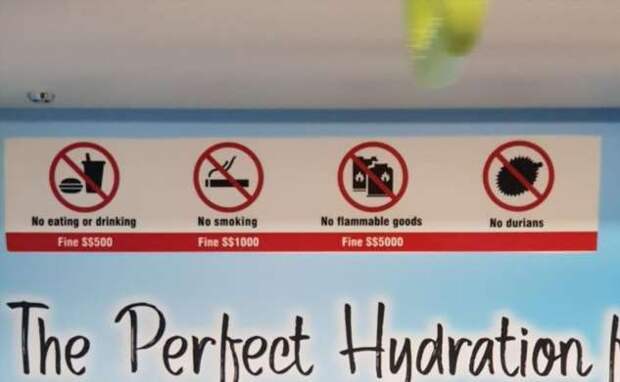 No eating or drinking
Fine S$500
No smoking
Fine S$1000
No flammable goods
Fine S$5000
No durians
The Perfect Hydration